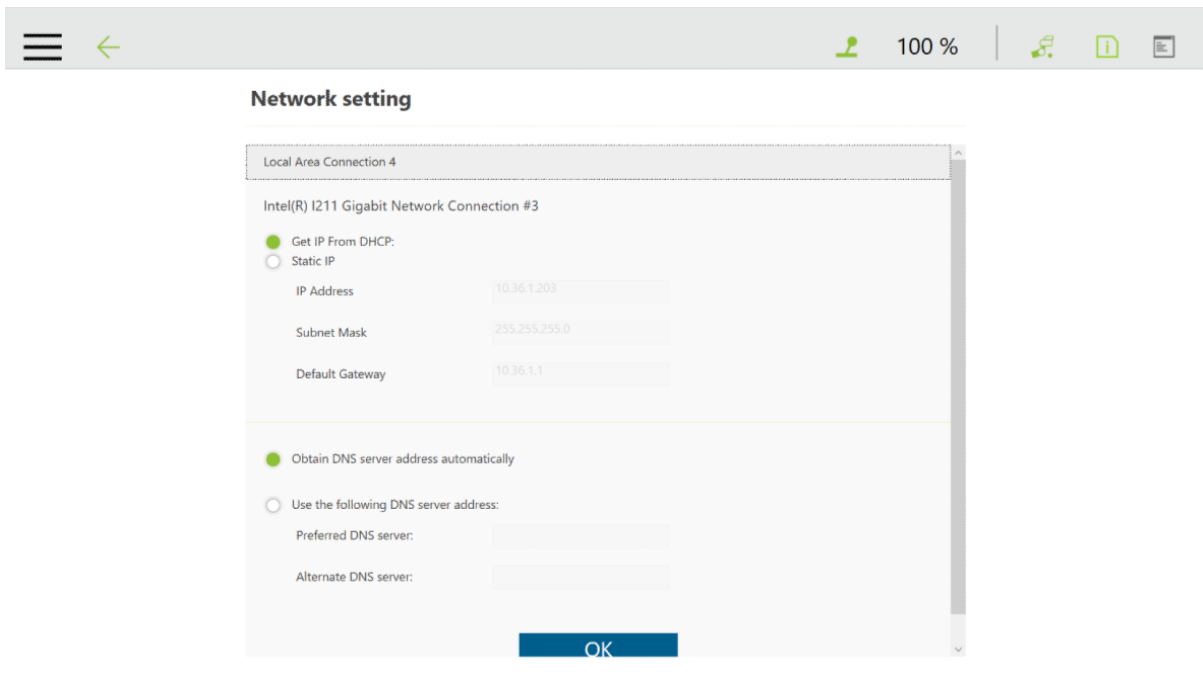 100 %
Network setting
Local Area Connection 4
Intel(R) I211 Gigabit Network Connection #3
Get IP From DHCP:
Static IP
IP Address 10.36.1.203
Subnet Mask 255.255.255.0
Default Gateway 10.36.1.1
Obtain DNS server address automatically
Use the following DNS server address:
Preferred DNS server:
Alternate DNS server:
OK